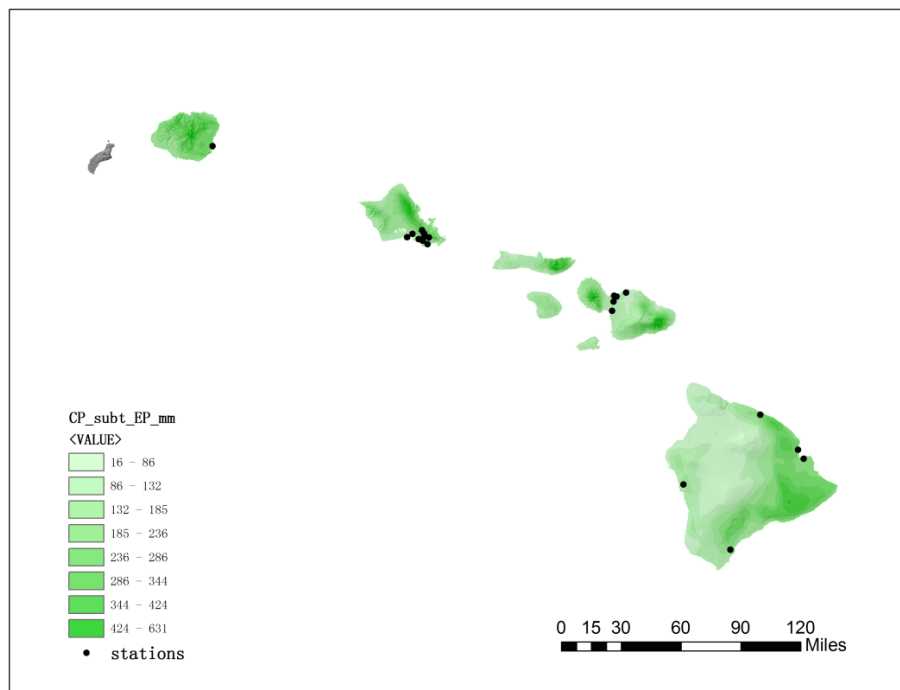 CP_subt_EP_mm
<VALUE>
16 - 86
86 - 132
132 - 185
185 - 236
236 - 286
286 - 344
344 - 424
424 - 631
stations
0 15 30 60 90 120
Miles